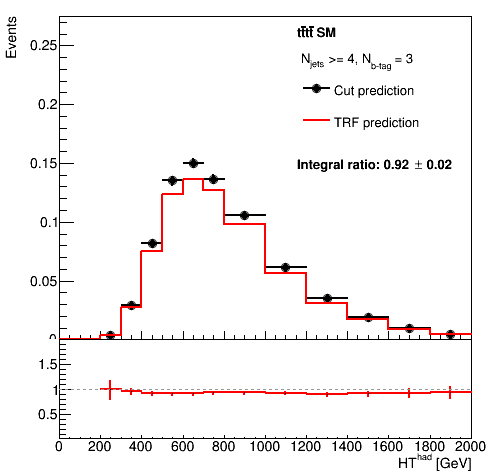 Events
0.25
0.2
0.15
0.1
0.05
0
tt̄tt̄ SM
N_jets >= 4, N_b-tag = 3
Cut prediction
TRF prediction
Integral ratio: 0.92 ± 0.02
1.5
1
0.5
0 200 400 600 800 1000 1200 1400 1600 1800 2000
HT^had [GeV]